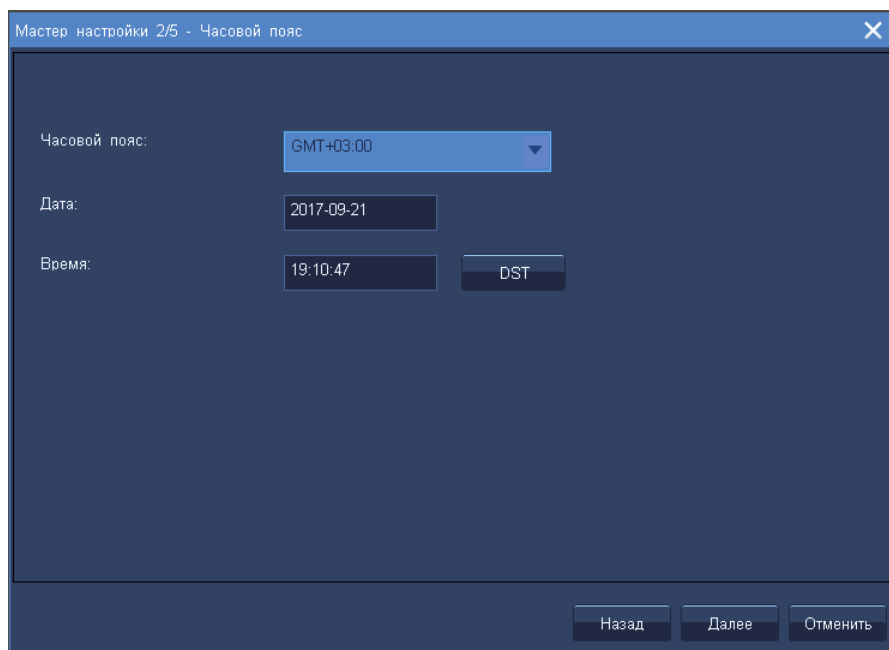 Мастер настройки 2/5 - Часовой пояс
Часовой пояс: GMT+03:00
Дата: 2017-09-21
Время: 19:10:47 DST
Назад Далее Отменить